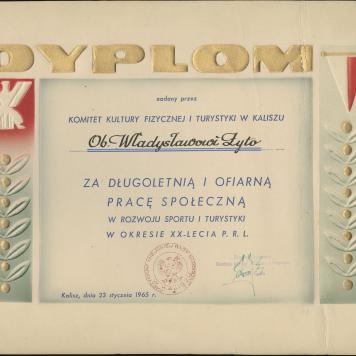 DYPLOM
nadany przez
KOMITET KULTURY FIZYCZNEJ I TURYSTYKI W KALISZU
Ob. Władysławowi Żyto
ZA DŁUGOLETNIĄ I OFIARNĄ
PRACĘ SPOŁECZNĄ
W ROZWOJU SPORTU I TURYSTYKI
W OKRESIE XX-LECIA P. R. L.
Kalisz, dnia 23 stycznia 1965 r.